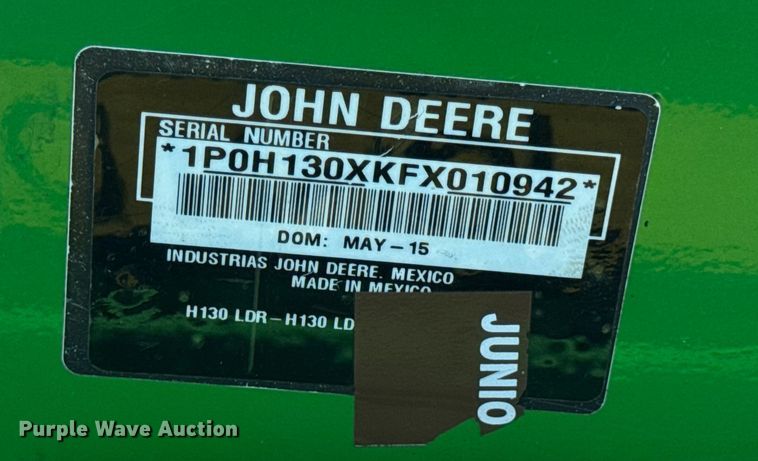 JOHN DEERE
SERIAL NUMBER
*1P0H130XKFX010942*
DOM: MAY-15
INDUSTRIAS JOHN DEERE. MEXICO
MADE IN MEXICO
H130 LDR-H130 LD
JUNIO
Purple Wave Auction